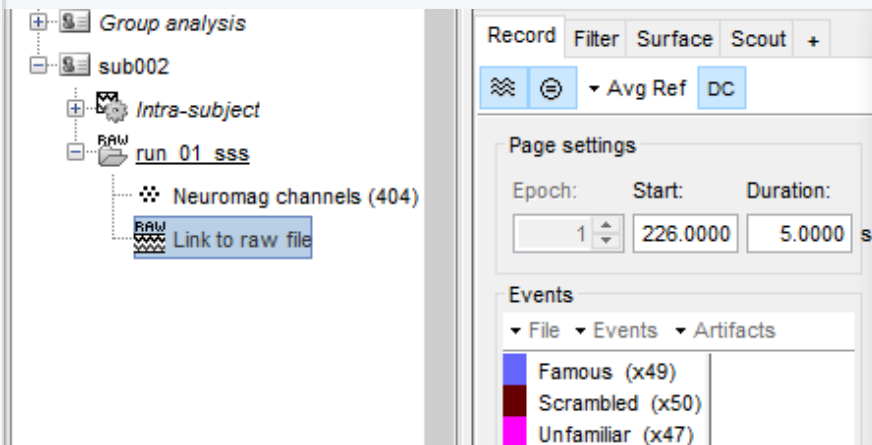 Group analysis
sub002
Intra-subject
RAW
run_01_sss
Neuromag channels (404)
RAW
Link to raw file
Record Filter Surface Scout +
Avg Ref DC
Page settings
Epoch: Start: Duration:
1 226.0000 5.0000 s
Events
File Events Artifacts
Famous (x49)
Scrambled (x50)
Unfamiliar (x47)